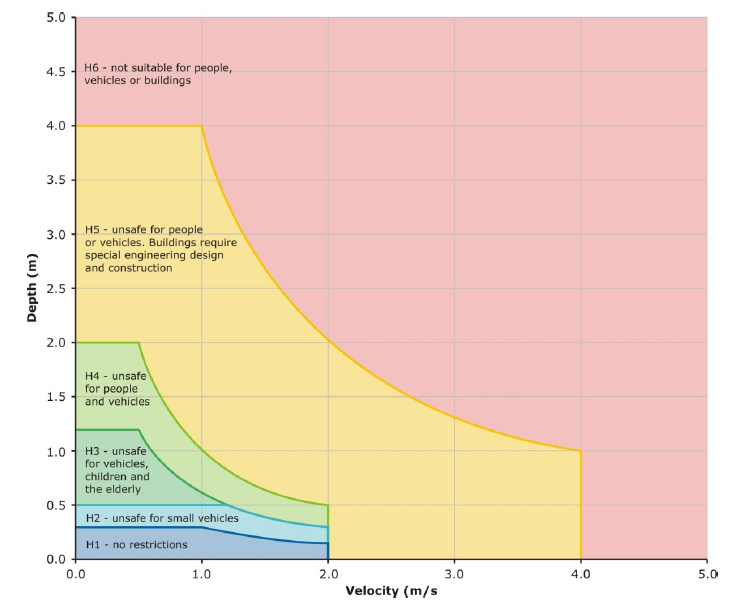 5.0
H6 - not suitable for people,
vehicles or buildings
4.5
4.0
3.5
H5 - unsafe for people
or vehicles. Buildings require
special engineering design
and construction
3.0
2.5
Depth (m)
2.0
H4 - unsafe
for people
and vehicles
1.5
1.0
H3 - unsafe
for vehicles,
children and
the elderly
0.5
H2 - unsafe for small vehicles
H1 - no restrictions
0.0
0.0 1.0 2.0 3.0 4.0 5.0
Velocity (m/s